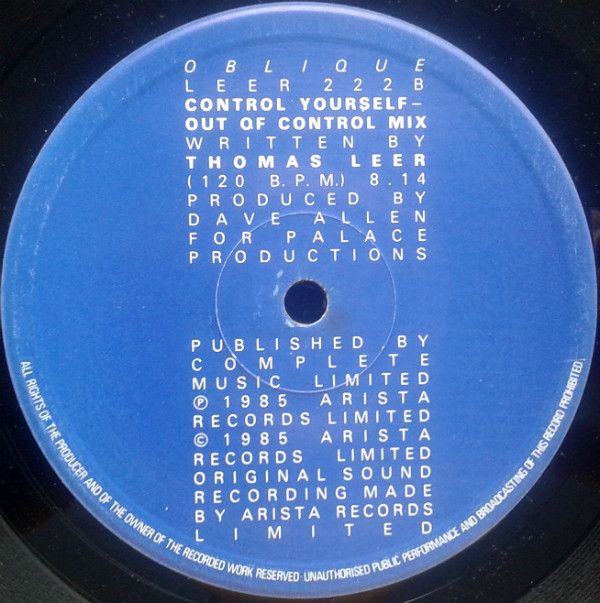 OBLIQUE
LEER 222B
CONTROL YOURSELF–
OUT OF CONTROL MIX
WRITTEN BY
THOMAS LEER
(120 B.P.M.) 8.14
PRODUCED BY
DAVE ALLEN
FOR PALACE
PRODUCTIONS
PUBLISHED BY
COMPLETE
MUSIC LIMITED
℗ 1985 ARISTA
RECORDS LIMITED
© 1985 ARISTA
RECORDS LIMITED
ORIGINAL SOUND
RECORDING MADE
BY ARISTA RECORDS
LIMITED
ALL RIGHTS OF THE PRODUCER AND OF THE OWNER OF THE RECORDED WORK RESERVED · UNAUTHORISED PUBLIC PERFORMANCE AND BROADCASTING OF THIS RECORD PROHIBITED